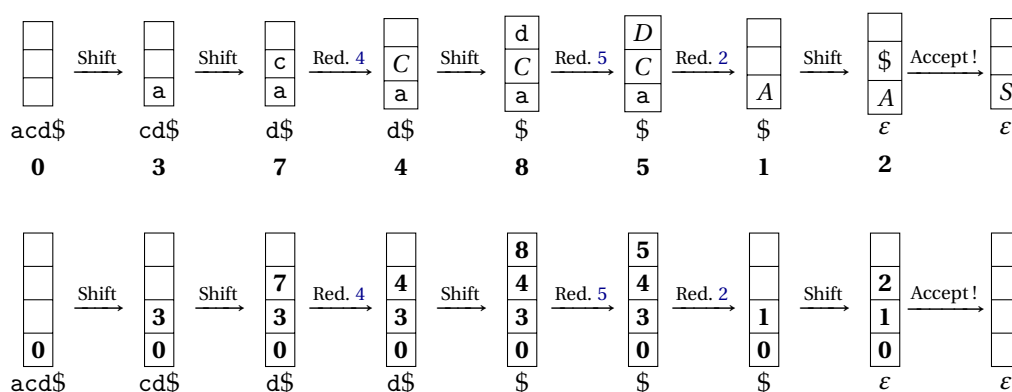 d D
c C C C $
a a a a a A A S
Shift Shift Red. 4 Shift Red. 5 Red. 2 Shift Accept!
acd$ cd$ d$ d$ $ $ $ ε ε
0 3 7 4 8 5 1 2
8 5
7 4 4 4 2
3 3 3 3 3 1 1
0 0 0 0 0 0 0 0
Shift Shift Red. 4 Shift Red. 5 Red. 2 Shift Accept!
acd$ cd$ d$ d$ $ $ $ ε ε